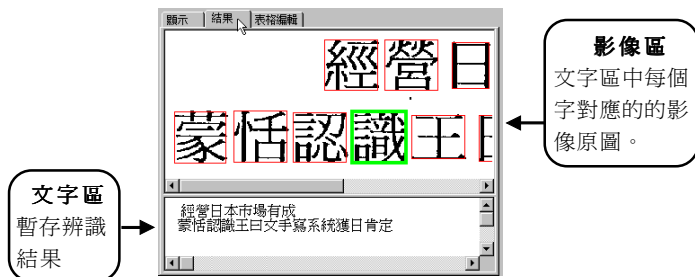 顯示 結果 表格編輯
經營日
蒙恬認識王日
經營日本市場有成
蒙恬認識王曰文手寫系統獲日肯定
影像區
文字區中每個
字對應的的影
像原圖。
文字區
暫存辨識
結果